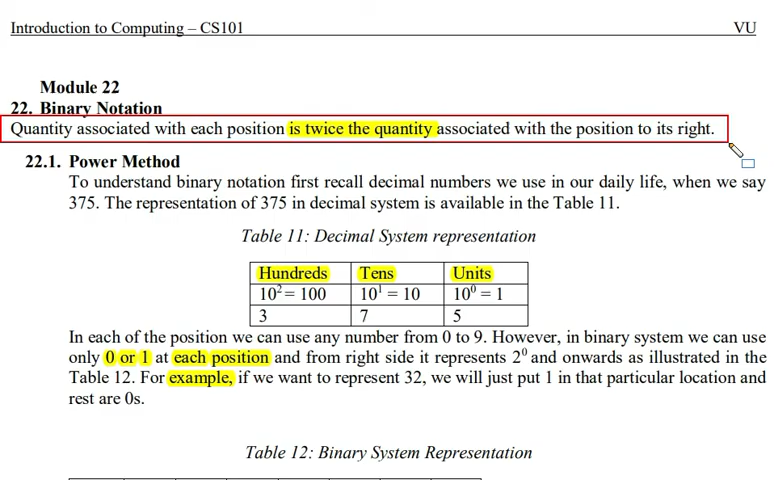 Introduction to Computing – CS101 VU
Module 22
22. Binary Notation
Quantity associated with each position is twice the quantity associated with the position to its right.
22.1. Power Method
To understand binary notation first recall decimal numbers we use in our daily life, when we say
375. The representation of 375 in decimal system is available in the Table 11.
Table 11: Decimal System representation
Hundreds Tens Units
10² = 100 10¹ = 10 10⁰ = 1
3 7 5
In each of the position we can use any number from 0 to 9. However, in binary system we can use
only 0 or 1 at each position and from right side it represents 2⁰ and onwards as illustrated in the
Table 12. For example, if we want to represent 32, we will just put 1 in that particular location and
rest are 0s.
Table 12: Binary System Representation